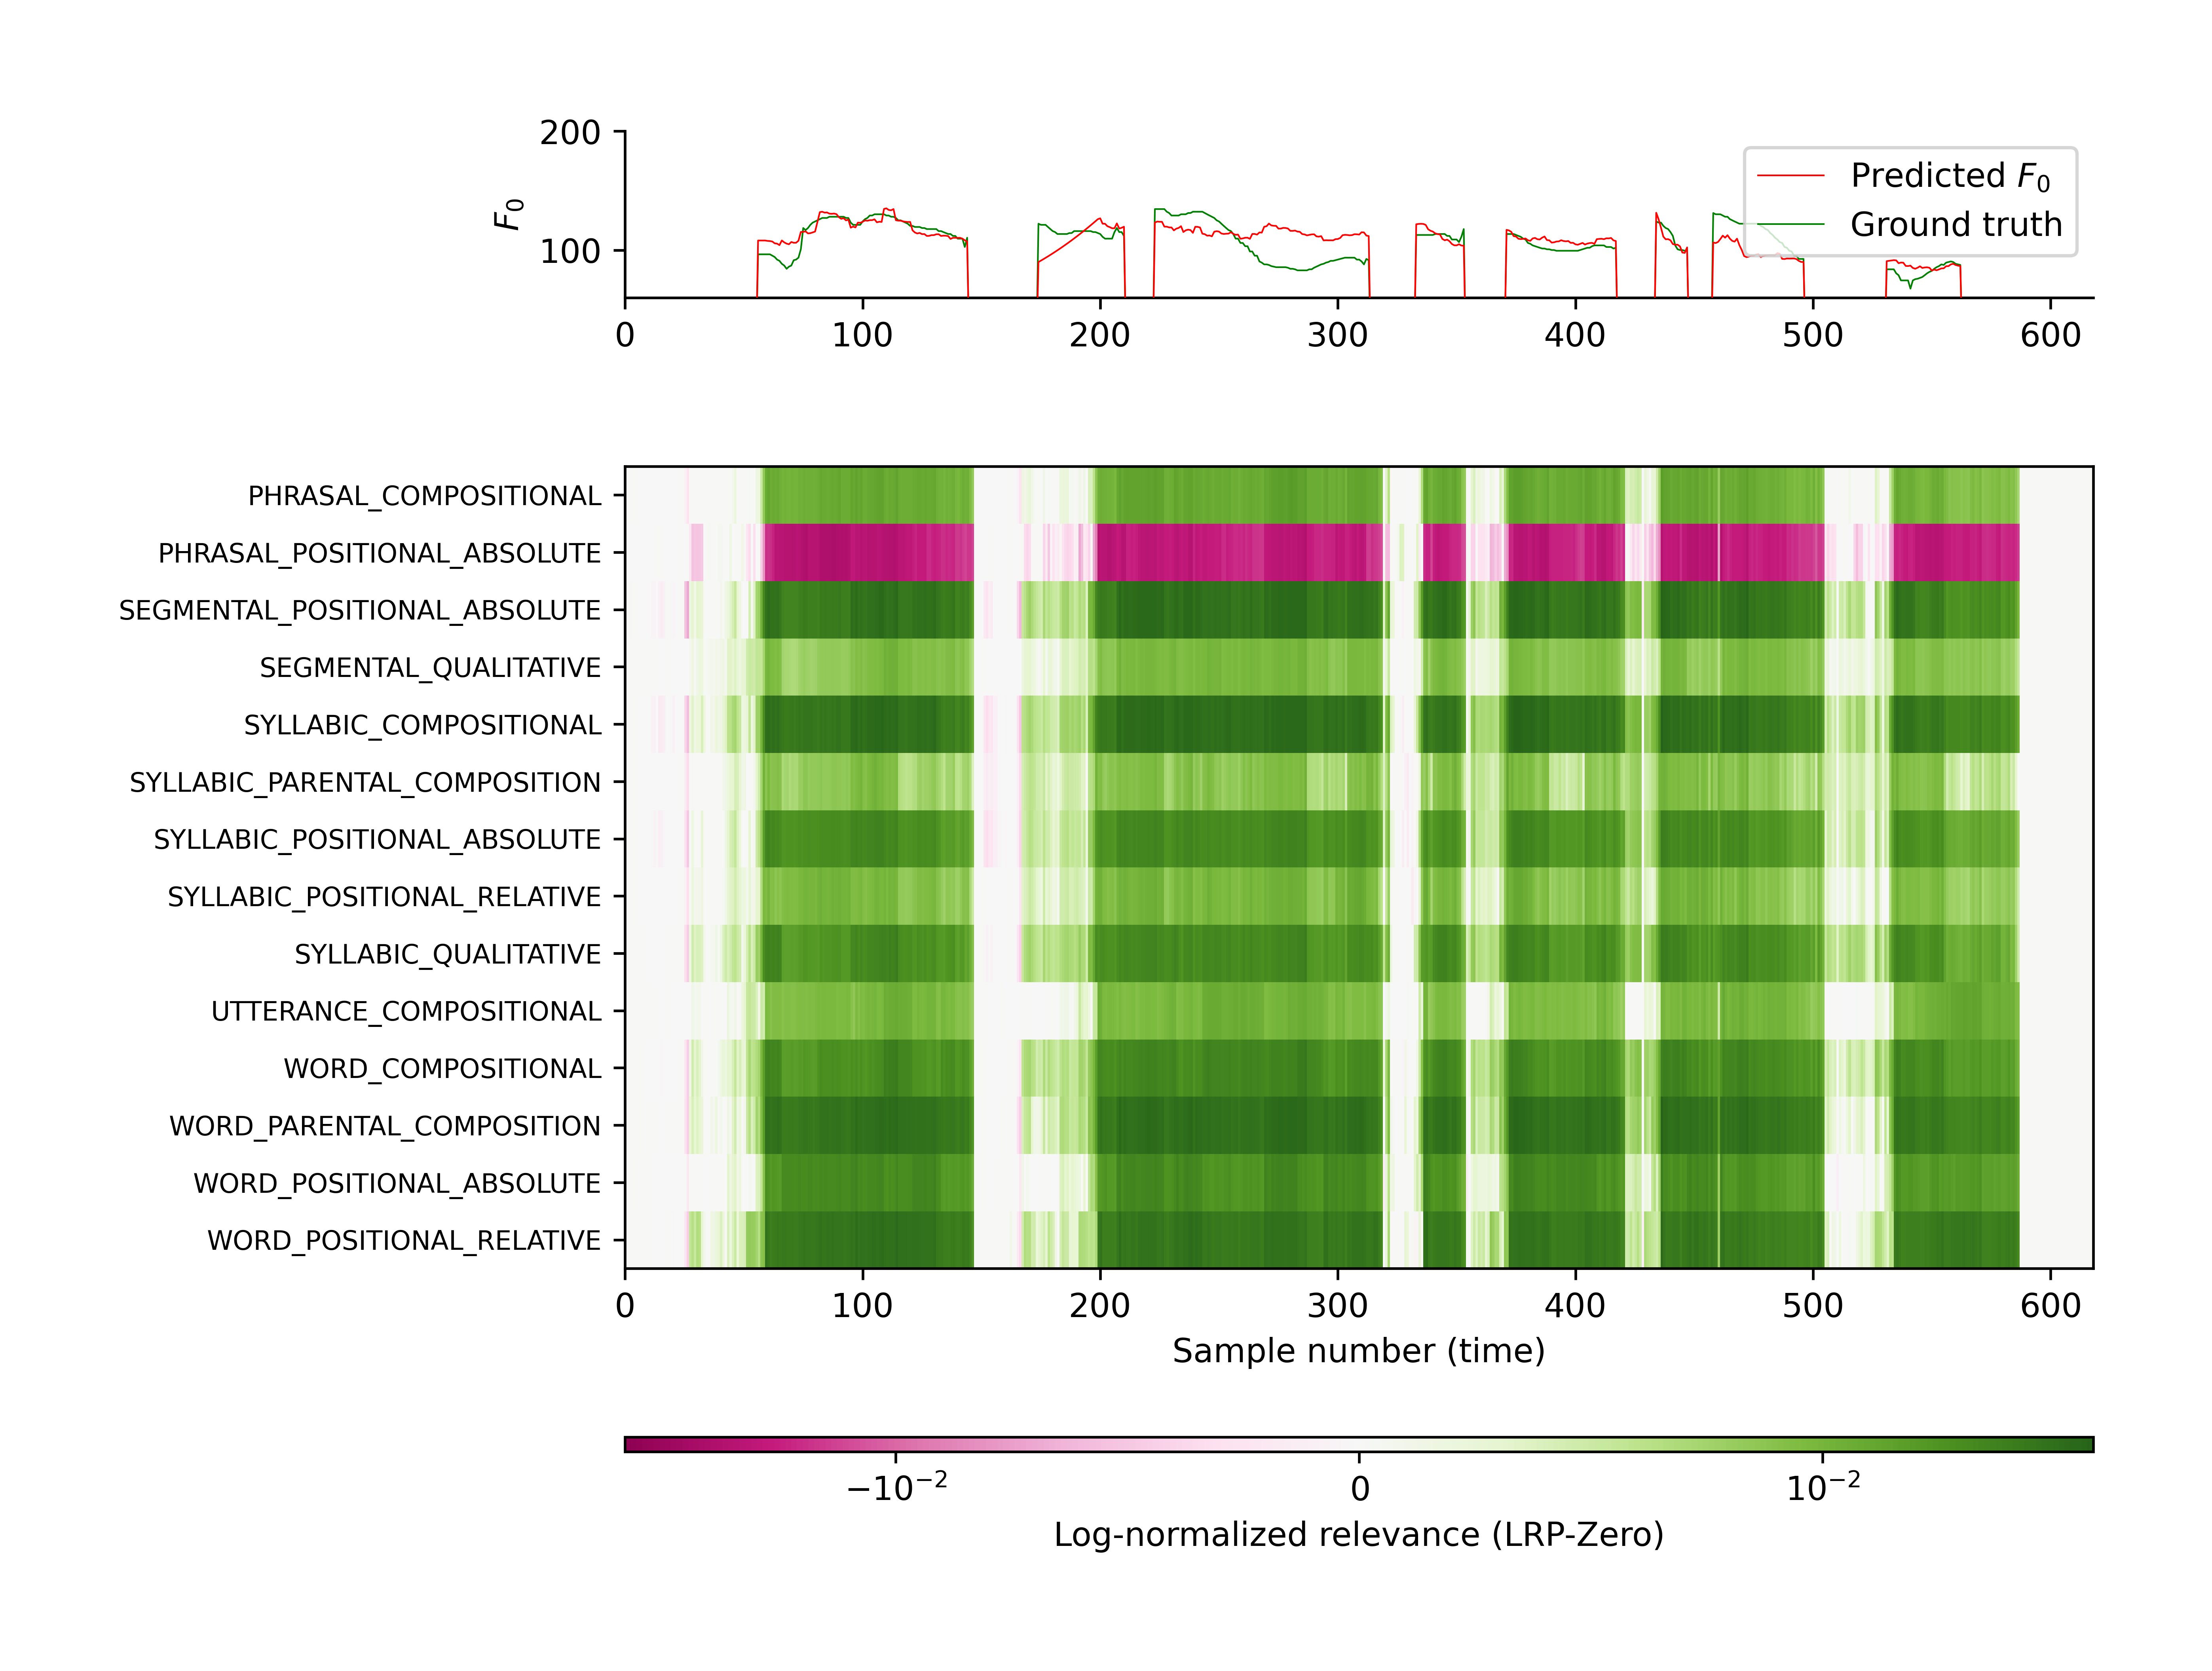 200
100
F₀
Predicted F₀
Ground truth
0 100 200 300 400 500 600
PHRASAL_COMPOSITIONAL
PHRASAL_POSITIONAL_ABSOLUTE
SEGMENTAL_POSITIONAL_ABSOLUTE
SEGMENTAL_QUALITATIVE
SYLLABIC_COMPOSITIONAL
SYLLABIC_PARENTAL_COMPOSITION
SYLLABIC_POSITIONAL_ABSOLUTE
SYLLABIC_POSITIONAL_RELATIVE
SYLLABIC_QUALITATIVE
UTTERANCE_COMPOSITIONAL
WORD_COMPOSITIONAL
WORD_PARENTAL_COMPOSITION
WORD_POSITIONAL_ABSOLUTE
WORD_POSITIONAL_RELATIVE
0 100 200 300 400 500 600
Sample number (time)
−10⁻² 0 10⁻²
Log-normalized relevance (LRP-Zero)